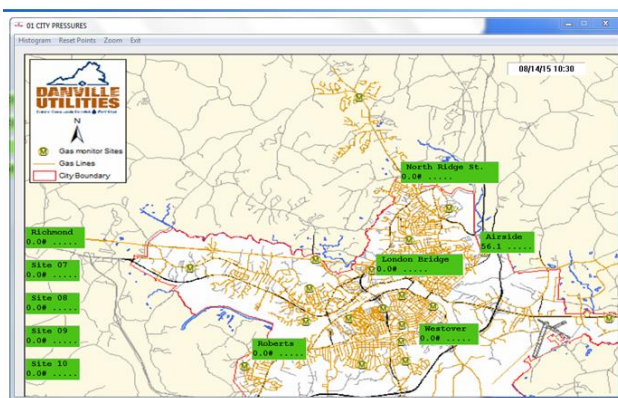 01 CITY PRESSURES
Histogram Reset Points Zoom Exit
08/14/15 10:30
DANVILLE
UTILITIES
N
Gas monitor Sites
Gas Lines
City Boundary
North Ridge St.
0.0# .....
Richmond
0.0# .....
Airside
56.1 .....
London Bridge
0.0# .....
Site 07
0.0# .....
Site 08
0.0# .....
Site 09
0.0# .....
Westover
0.0# .....
Roberts
0.0# .....
Site 10
0.0# .....